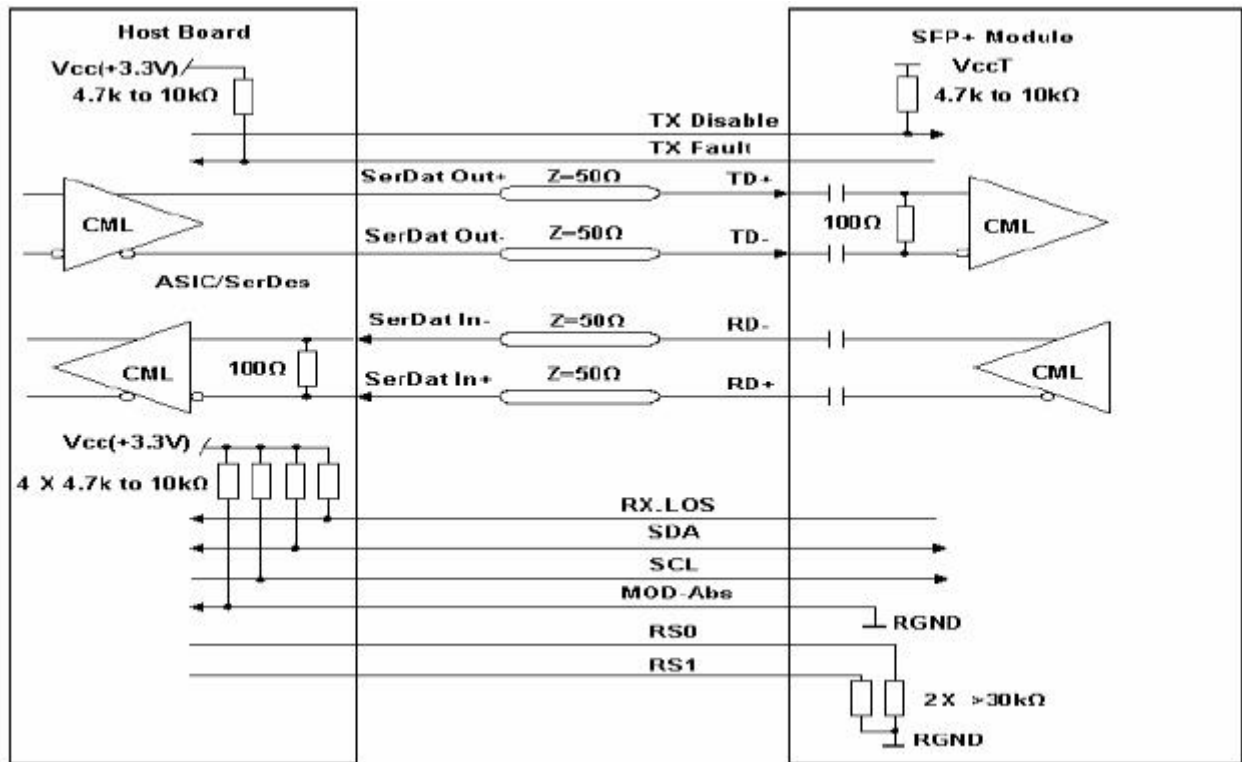 Host Board
SFP+ Module
Vcc(+3.3V)
4.7k to 10kΩ
VccT
4.7k to 10kΩ
TX Disable
TX Fault
SerDat Out+
Z=50Ω
TD+
CML
100Ω
CML
SerDat Out-
Z=50Ω
TD-
ASIC/SerDes
SerDat In-
Z=50Ω
RD-
CML
100Ω
SerDat In+
Z=50Ω
RD+
CML
Vcc(+3.3V)
4 X 4.7k to 10kΩ
RX.LOS
SDA
SCL
MOD-Abs
RGND
RS0
RS1
2X >30kΩ
RGND